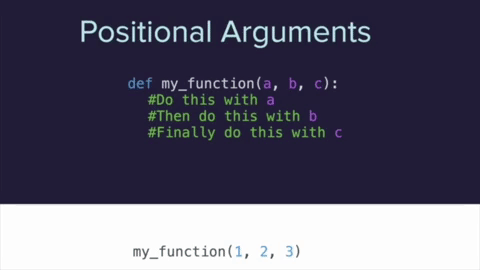 Positional Arguments
def my_function(a, b, c):
#Do this with a
#Then do this with b
#Finally do this with c
my_function(1, 2, 3)